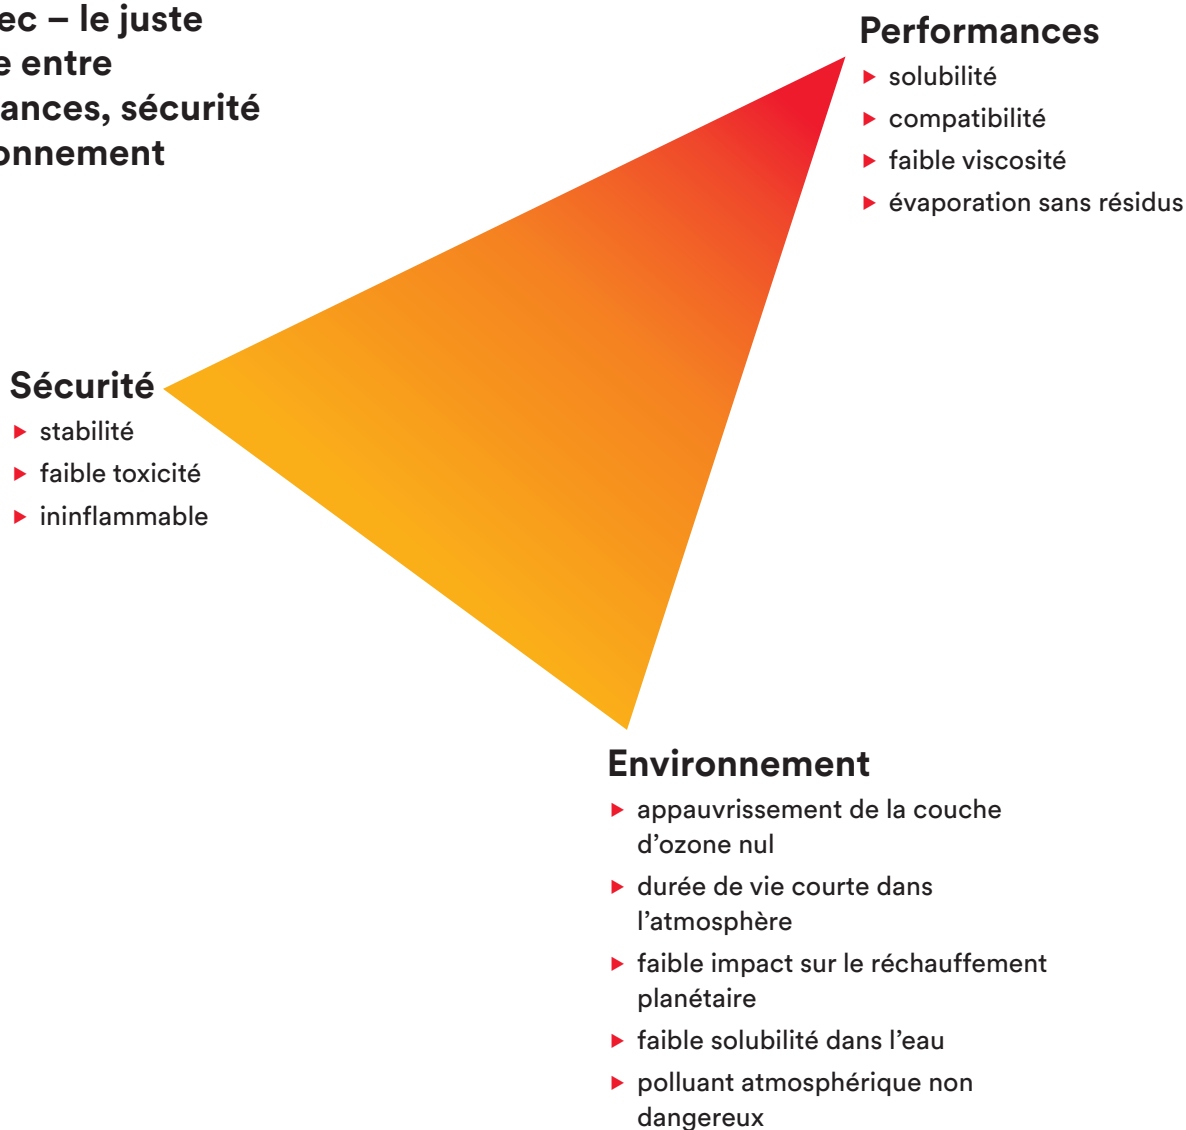 ec – le juste
e entre
ances, sécurité
onnement
Performances
▶ solubilité
▶ compatibilité
▶ faible viscosité
▶ évaporation sans résidus
Sécurité
▶ stabilité
▶ faible toxicité
▶ ininflammable
Environnement
▶ appauvrissement de la couche
d’ozone nul
▶ durée de vie courte dans
l’atmosphère
▶ faible impact sur le réchauffement
planétaire
▶ faible solubilité dans l’eau
▶ polluant atmosphérique non
dangereux